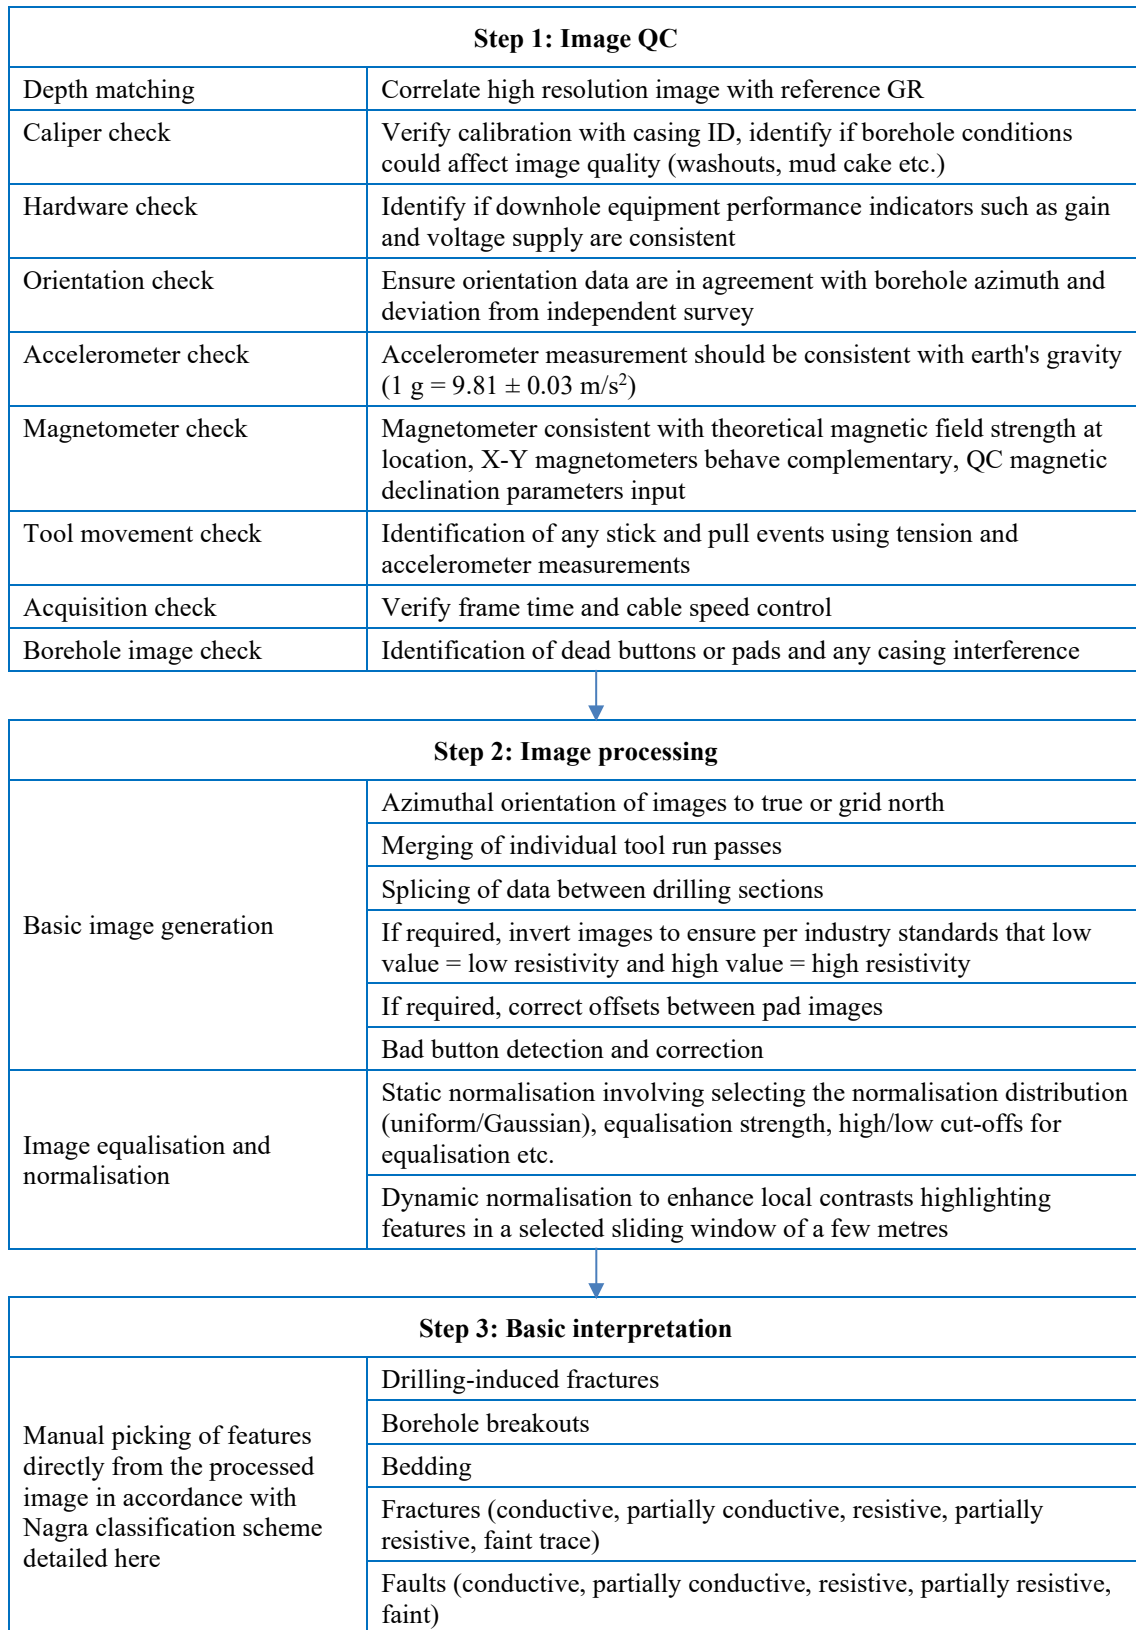 Step 1: Image QC
Depth matching
Correlate high resolution image with reference GR
Caliper check
Verify calibration with casing ID, identify if borehole conditions
could affect image quality (washouts, mud cake etc.)
Hardware check
Identify if downhole equipment performance indicators such as gain
and voltage supply are consistent
Orientation check
Ensure orientation data are in agreement with borehole azimuth and
deviation from independent survey
Accelerometer check
Accelerometer measurement should be consistent with earth's gravity
(1 g = 9.81 ± 0.03 m/s²)
Magnetometer check
Magnetometer consistent with theoretical magnetic field strength at
location, X-Y magnetometers behave complementary, QC magnetic
declination parameters input
Tool movement check
Identification of any stick and pull events using tension and
accelerometer measurements
Acquisition check
Verify frame time and cable speed control
Borehole image check
Identification of dead buttons or pads and any casing interference
Step 2: Image processing
Basic image generation
Azimuthal orientation of images to true or grid north
Merging of individual tool run passes
Splicing of data between drilling sections
If required, invert images to ensure per industry standards that low
value = low resistivity and high value = high resistivity
If required, correct offsets between pad images
Bad button detection and correction
Image equalisation and
normalisation
Static normalisation involving selecting the normalisation distribution
(uniform/Gaussian), equalisation strength, high/low cut-offs for
equalisation etc.
Dynamic normalisation to enhance local contrasts highlighting
features in a selected sliding window of a few metres
Step 3: Basic interpretation
Manual picking of features
directly from the processed
image in accordance with
Nagra classification scheme
detailed here
Drilling-induced fractures
Borehole breakouts
Bedding
Fractures (conductive, partially conductive, resistive, partially
resistive, faint trace)
Faults (conductive, partially conductive, resistive, partially resistive,
faint)